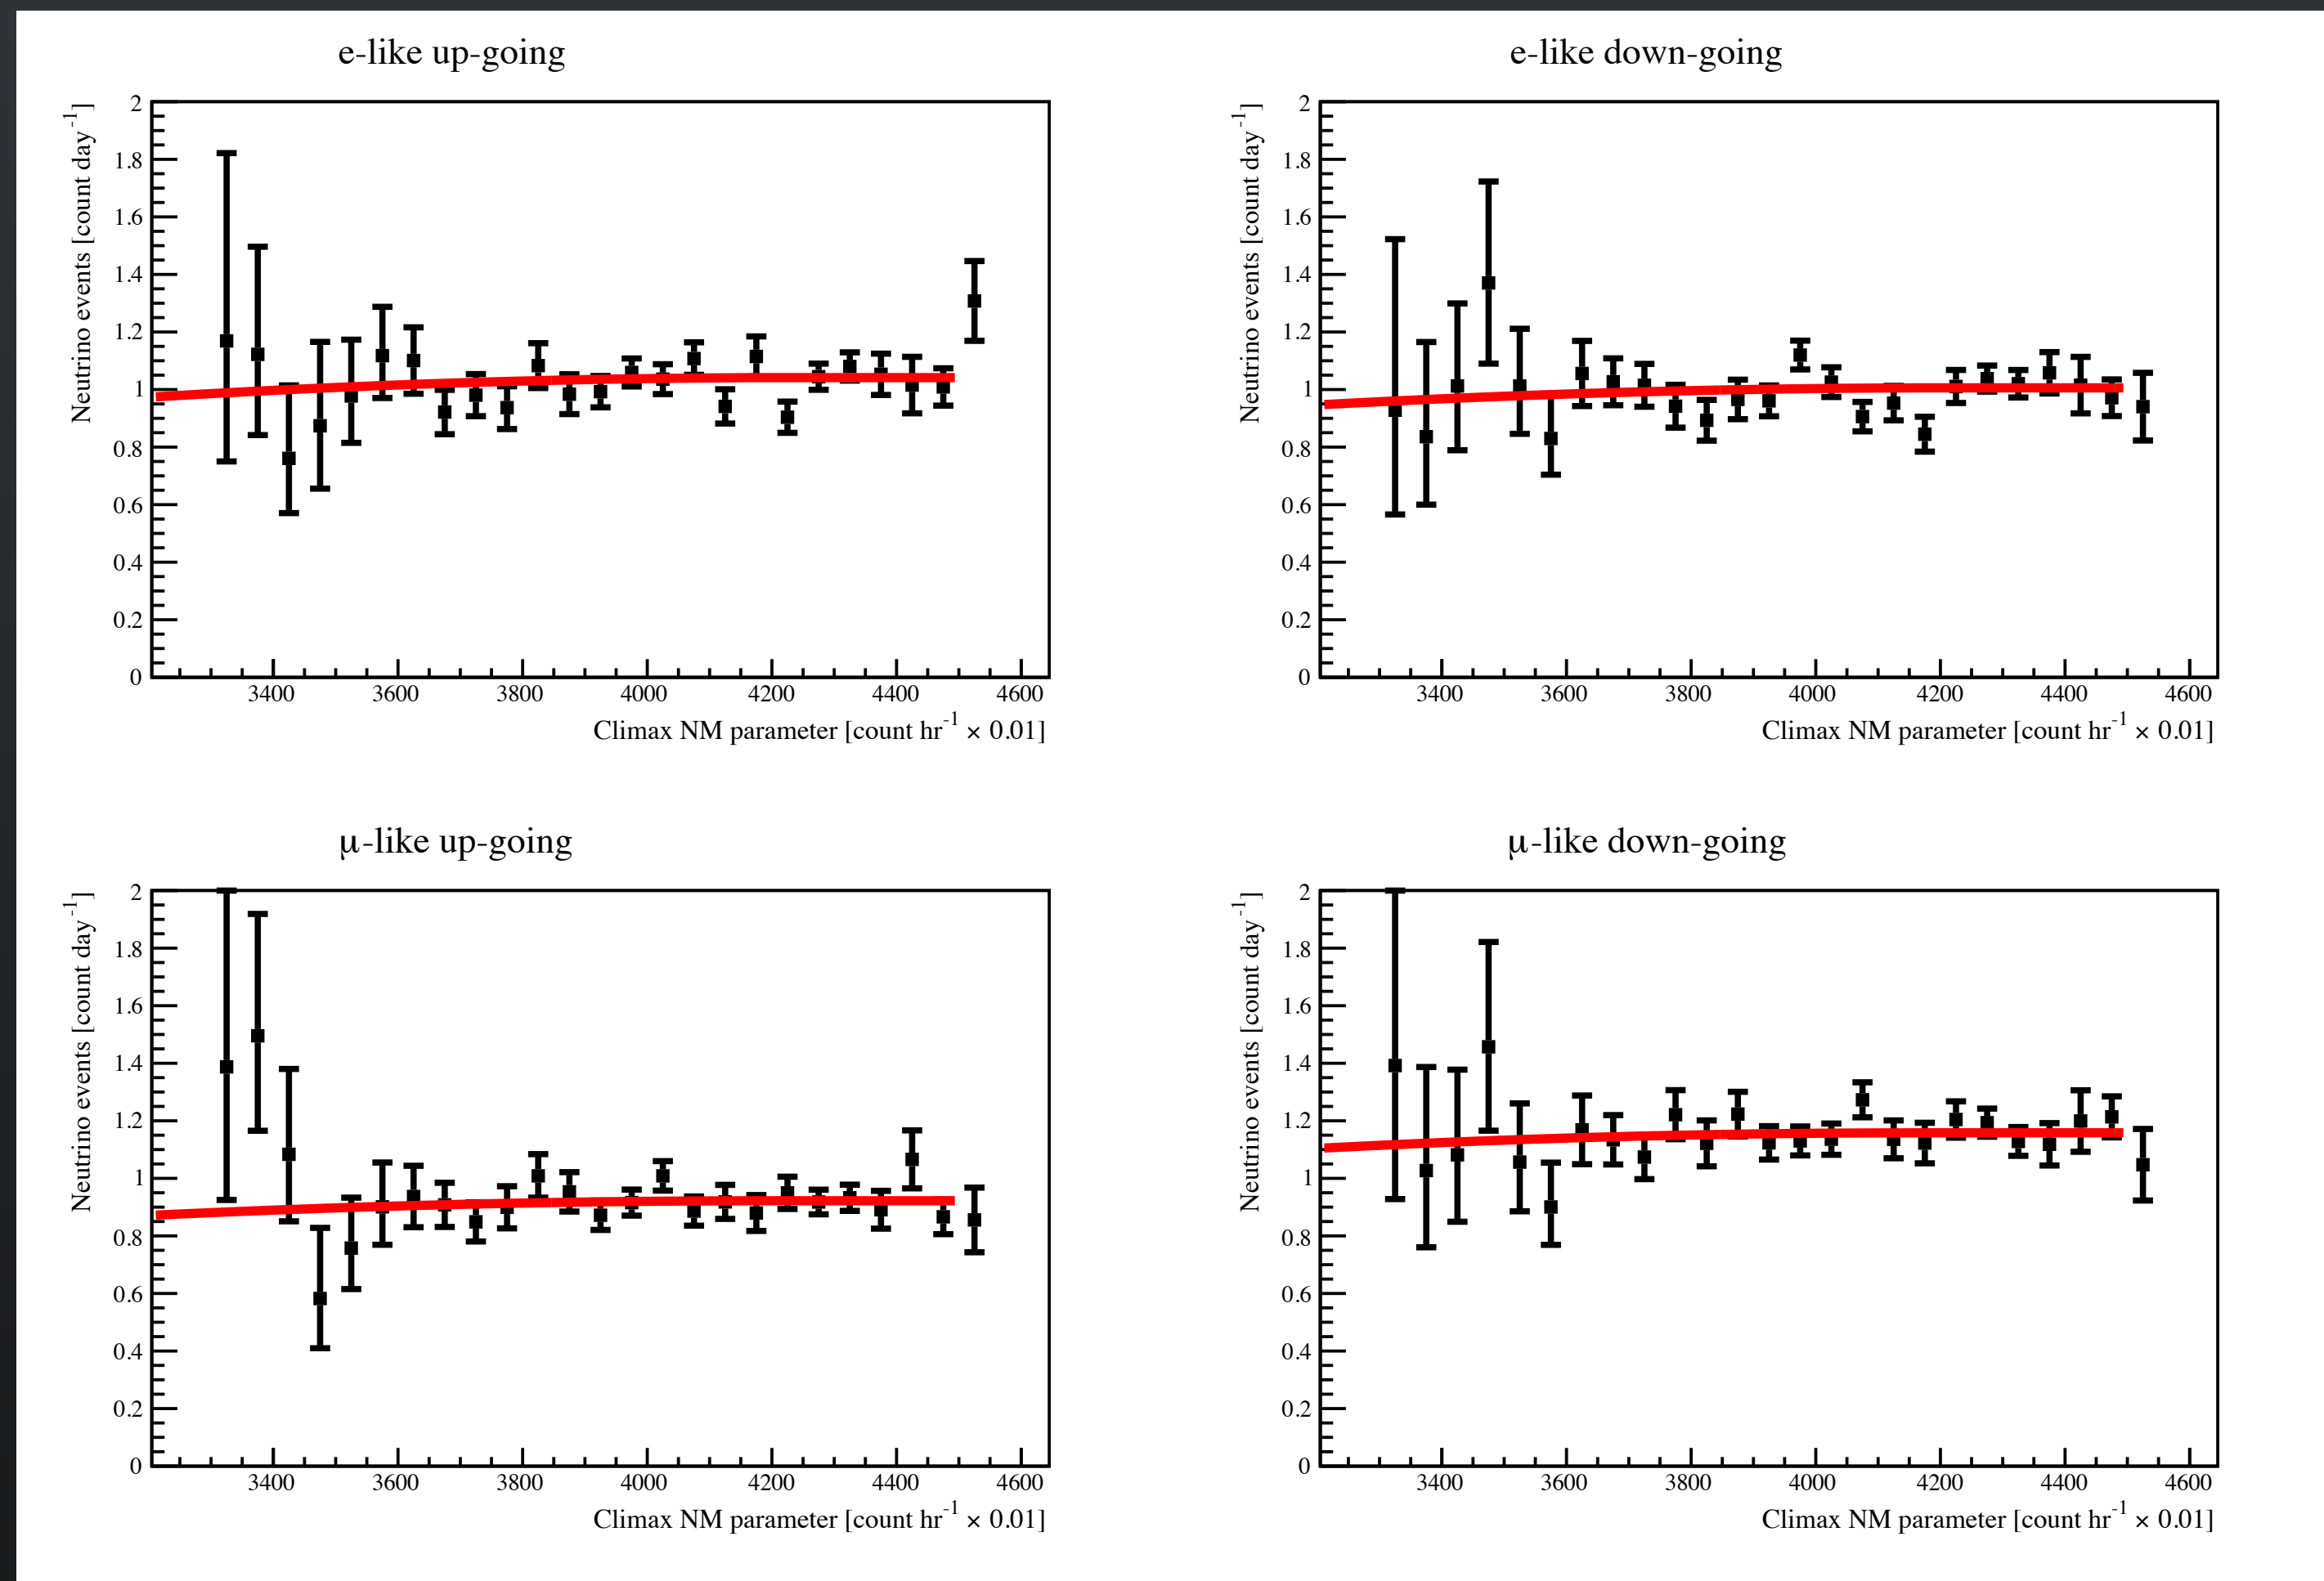 e-like up-going
Neutrino events [count day⁻¹]
2
1.8
1.6
1.4
1.2
1
0.8
0.6
0.4
0.2
0
3400 3600 3800 4000 4200 4400 4600
Climax NM parameter [count hr⁻¹ × 0.01]
e-like down-going
Neutrino events [count day⁻¹]
2
1.8
1.6
1.4
1.2
1
0.8
0.6
0.4
0.2
0
3400 3600 3800 4000 4200 4400 4600
Climax NM parameter [count hr⁻¹ × 0.01]
μ-like up-going
Neutrino events [count day⁻¹]
2
1.8
1.6
1.4
1.2
1
0.8
0.6
0.4
0.2
0
3400 3600 3800 4000 4200 4400 4600
Climax NM parameter [count hr⁻¹ × 0.01]
μ-like down-going
Neutrino events [count day⁻¹]
2
1.8
1.6
1.4
1.2
1
0.8
0.6
0.4
0.2
0
3400 3600 3800 4000 4200 4400 4600
Climax NM parameter [count hr⁻¹ × 0.01]